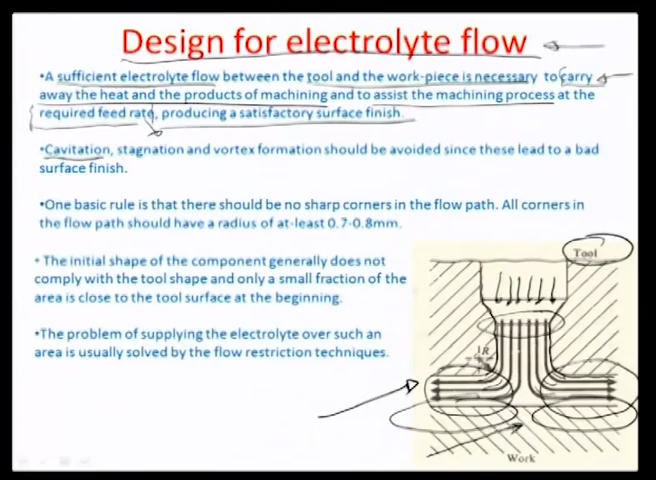 Design for electrolyte flow
•A sufficient electrolyte flow between the tool and the work-piece is necessary to carry
away the heat and the products of machining and to assist the machining process at the
required feed rate, producing a satisfactory surface finish.
•Cavitation, stagnation and vortex formation should be avoided since these lead to a bad
surface finish.
•One basic rule is that there should be no sharp corners in the flow path. All corners in
the flow path should have a radius of at-least 0.7-0.8mm.
• The initial shape of the component generally does not
comply with the tool shape and only a small fraction of the
area is close to the tool surface at the beginning.
•The problem of supplying the electrolyte over such an
area is usually solved by the flow restriction techniques.
Tool
R
Work